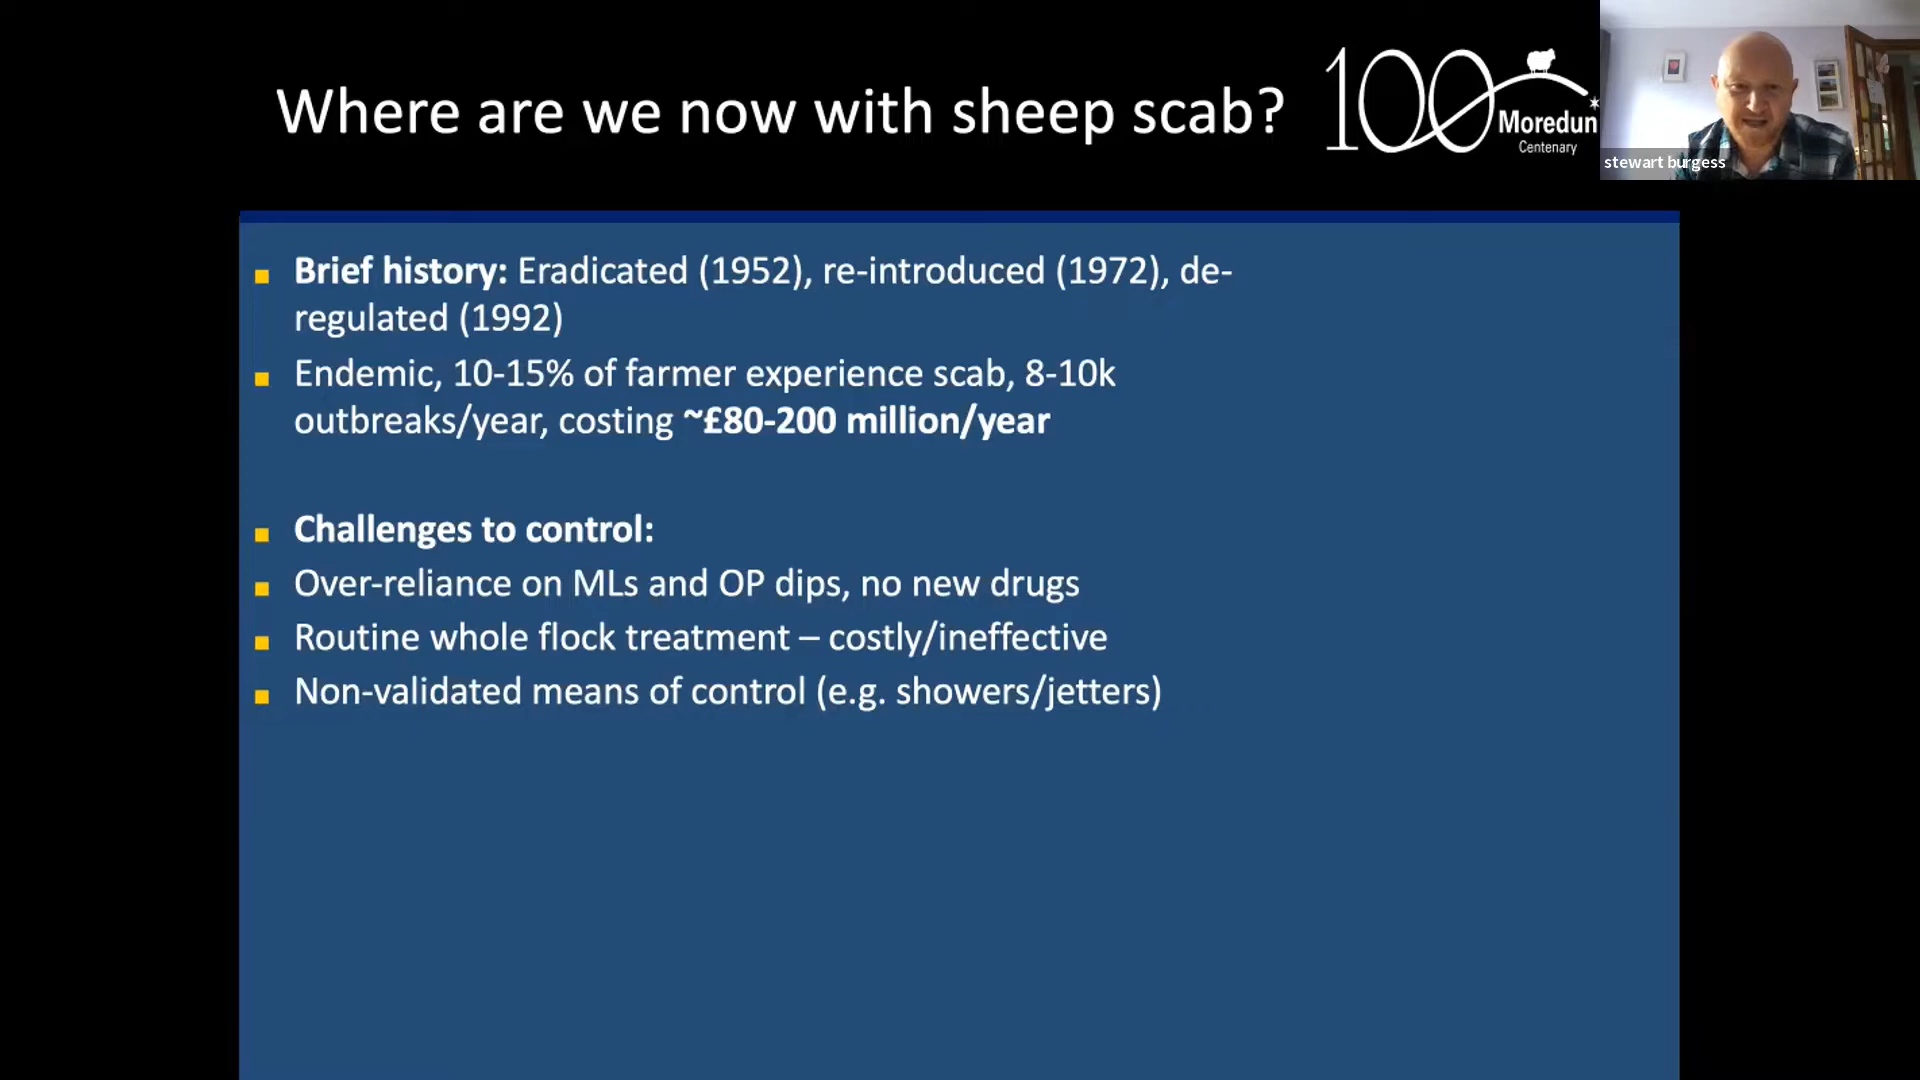 Where are we now with sheep scab?
100
Moredun
Centenary
stewart burgess
Brief history: Eradicated (1952), re-introduced (1972), de-
regulated (1992)
Endemic, 10-15% of farmer experience scab, 8-10k
outbreaks/year, costing ~£80-200 million/year
Challenges to control:
Over-reliance on MLs and OP dips, no new drugs
Routine whole flock treatment – costly/ineffective
Non-validated means of control (e.g. showers/jetters)